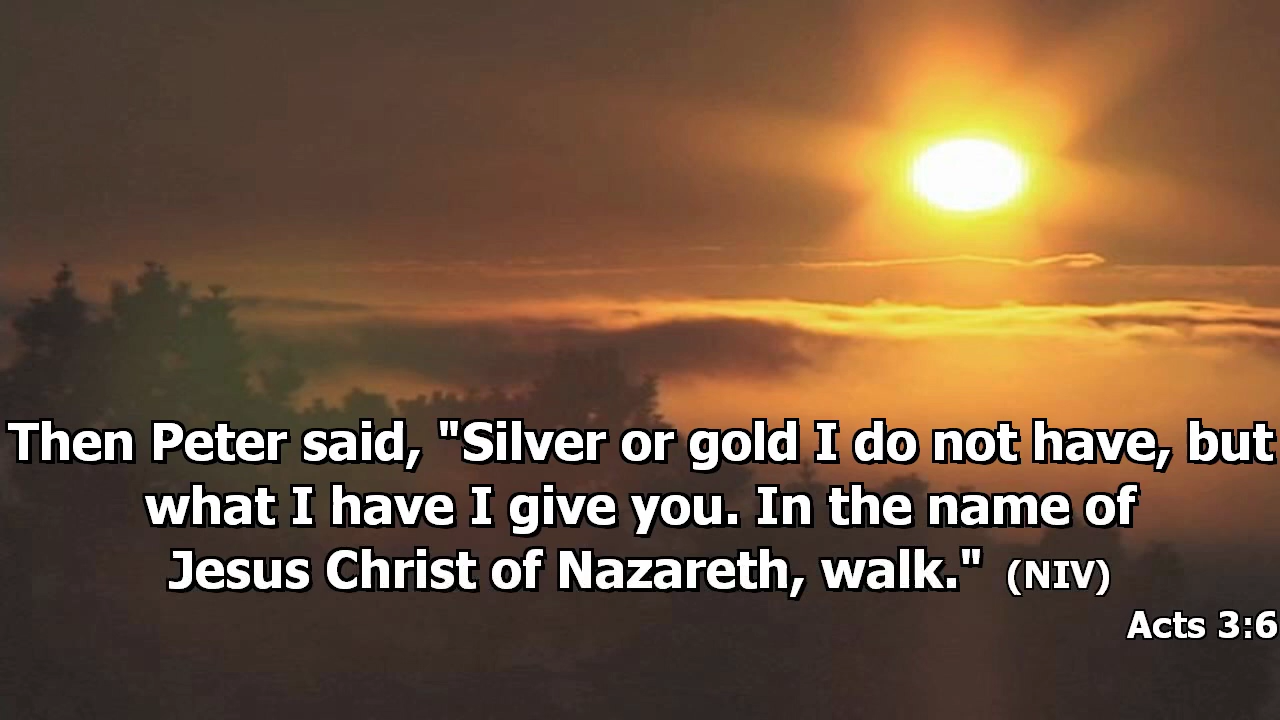 Then Peter said, "Silver or gold I do not have, but
what I have I give you. In the name of
Jesus Christ of Nazareth, walk." (NIV)
Acts 3:6